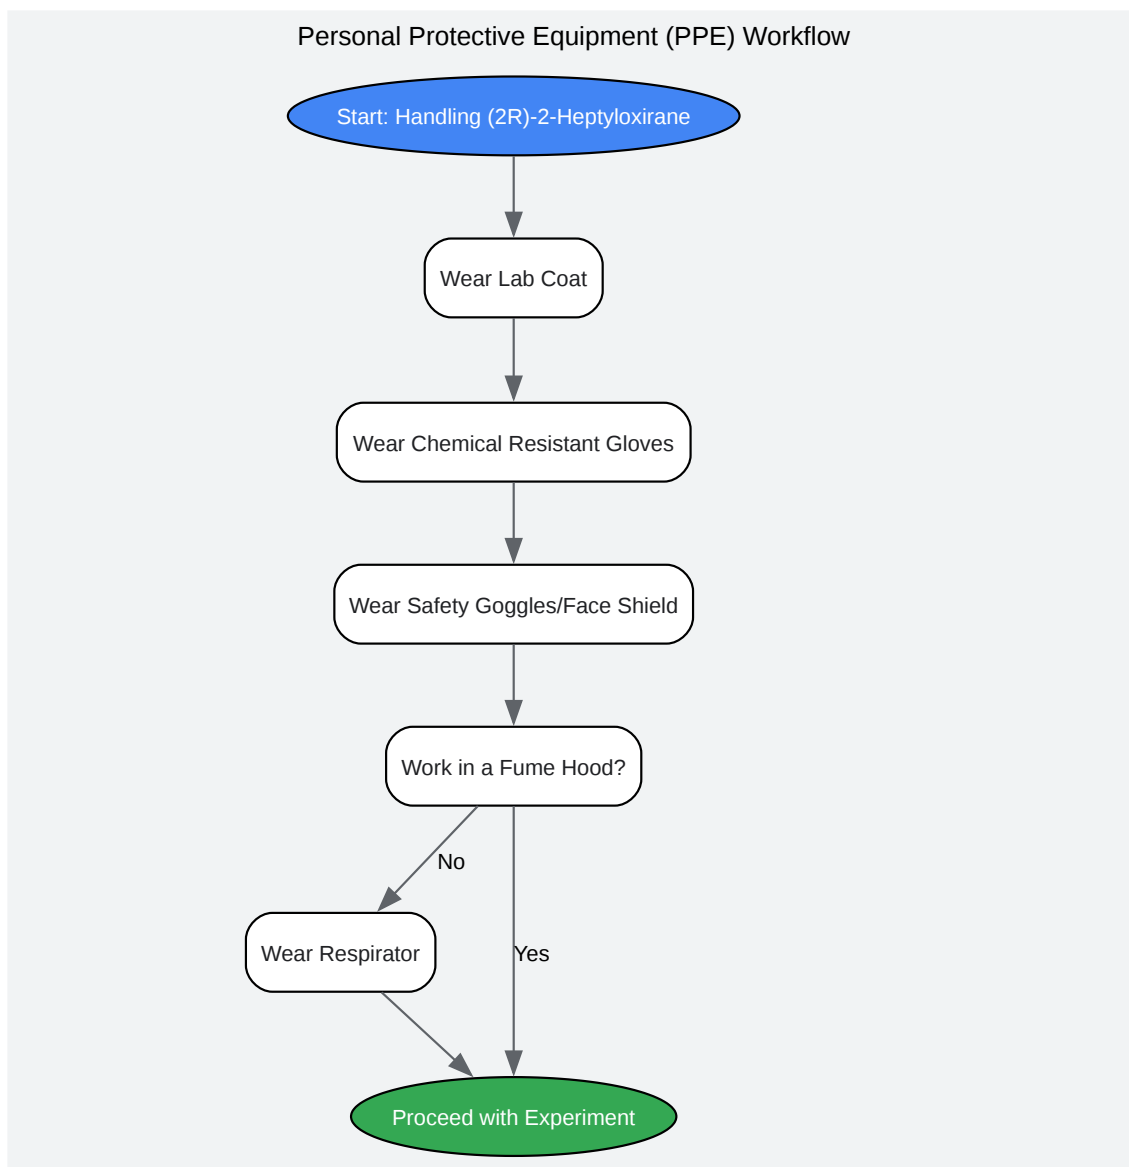 Personal Protective Equipment (PPE) Workflow
Start: Handling (2R)-2-Heptyloxirane
Wear Lab Coat
Wear Chemical Resistant Gloves
Wear Safety Goggles/Face Shield
Work in a Fume Hood?
No
Wear Respirator
Yes
Proceed with Experiment